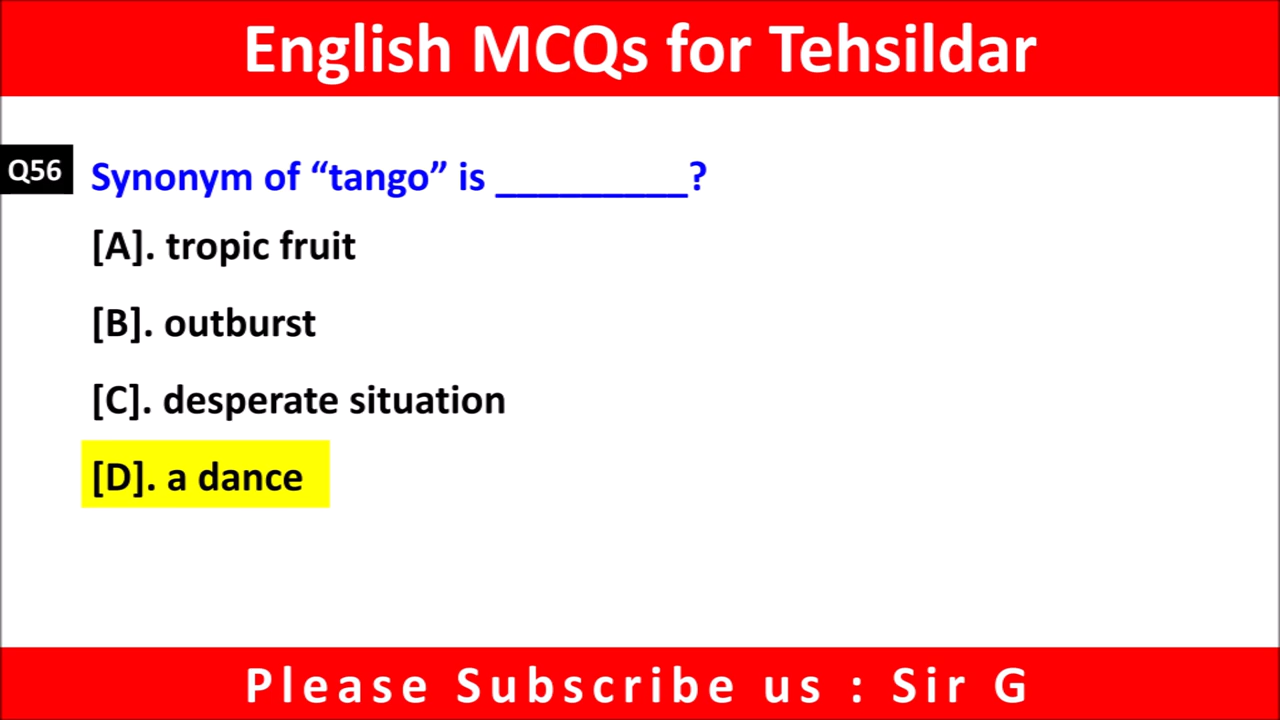 English MCQs for Tehsildar
Q56 Synonym of “tango” is _________?
[A]. tropic fruit
[B]. outburst
[C]. desperate situation
[D]. a dance
Please Subscribe us : Sir G